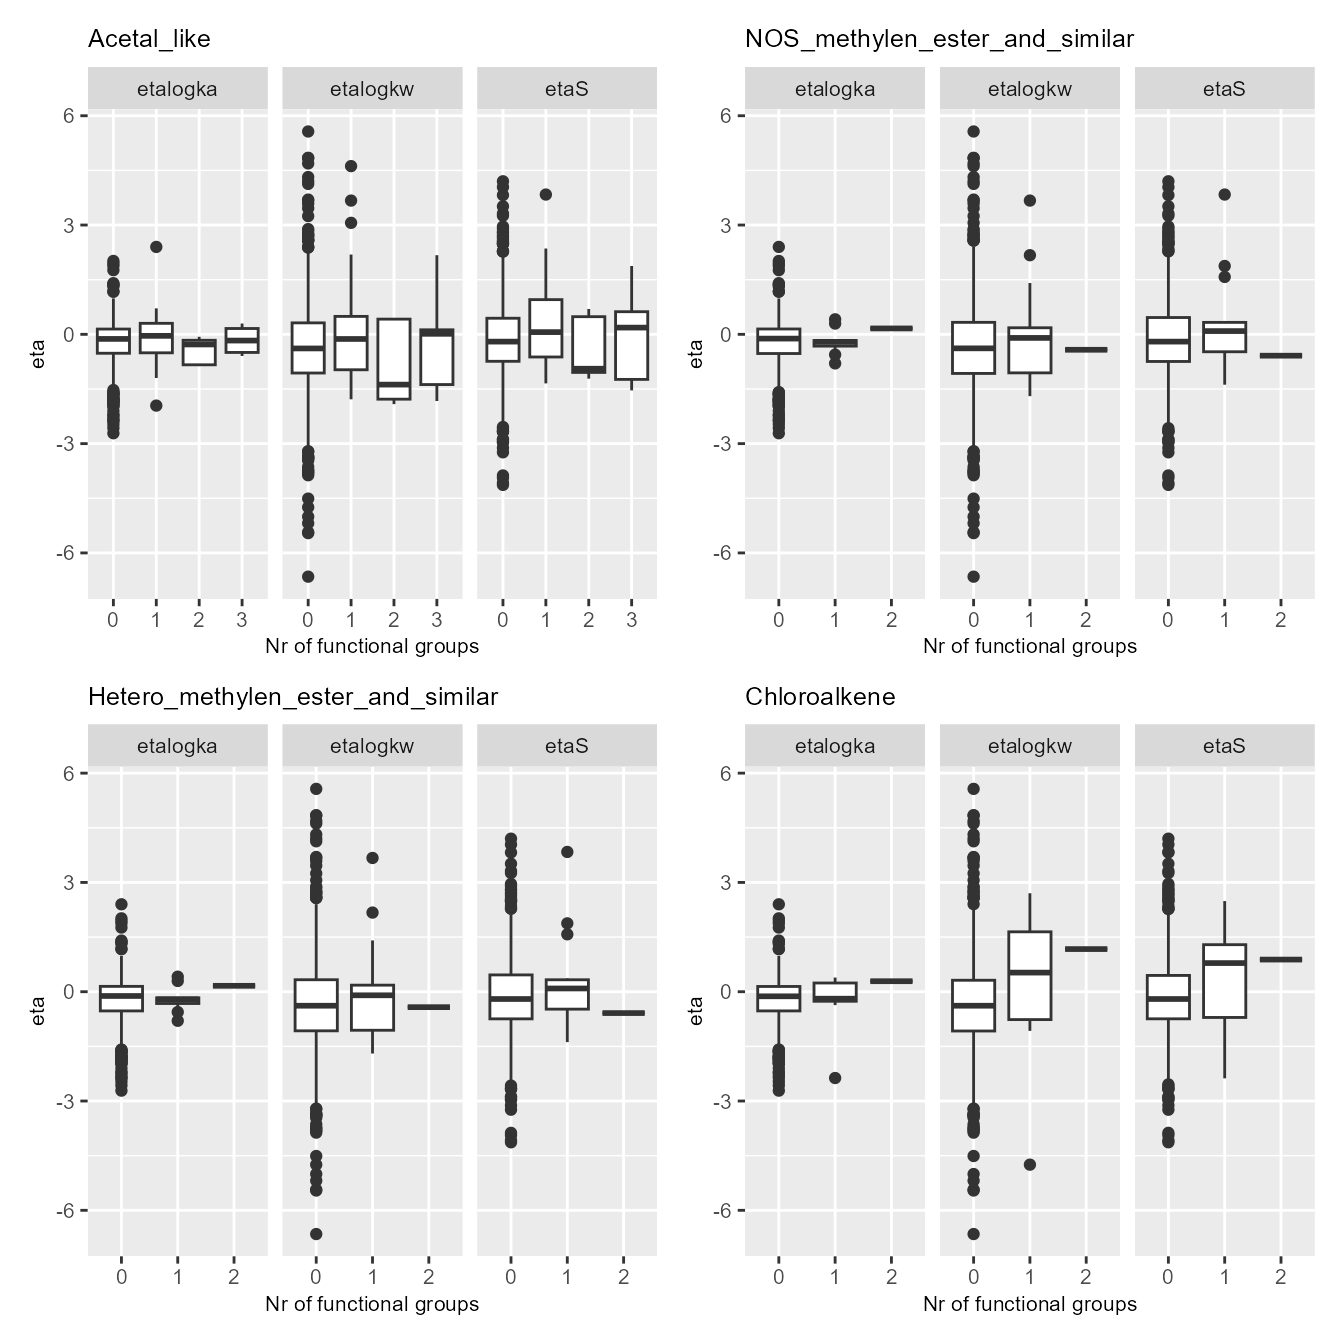 Acetal_like
etalogka etalogkw etaS
6
3
0
-3
-6
eta
0 1 2 3 0 1 2 3 0 1 2 3
Nr of functional groups
NOS_methylen_ester_and_similar
etalogka etalogkw etaS
6
3
0
-3
-6
eta
0 1 2 0 1 2 0 1 2
Nr of functional groups
Hetero_methylen_ester_and_similar
etalogka etalogkw etaS
6
3
0
-3
-6
eta
0 1 2 0 1 2 0 1 2
Nr of functional groups
Chloroalkene
etalogka etalogkw etaS
6
3
0
-3
-6
eta
0 1 2 0 1 2 0 1 2
Nr of functional groups